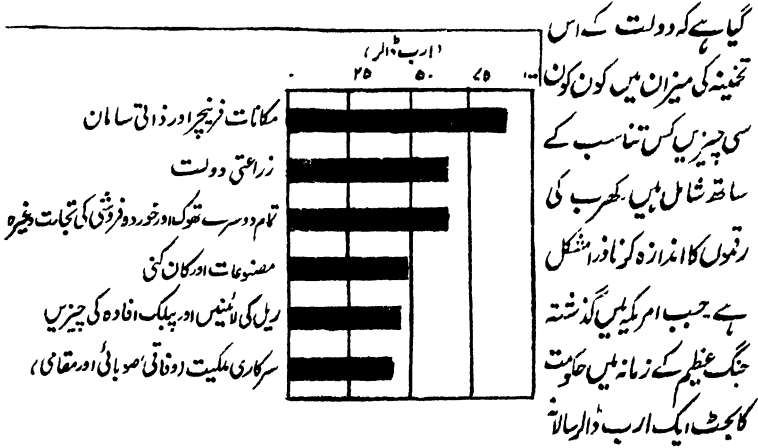 گیا ہے کہ دولت کے اس
تخمینہ کی میزان میں کون کون
سی چیزیں کس تناسب کے
ساتھ شامل ہیں۔ کھرب کی
رقموں کا اندازہ کرنا ذرا مشکل
ہے جب امریکہ میں گذشتہ
جنگ عظیم کے زمانہ میں حکومت
کا بجٹ ایک ارب ڈالر سالانہ
(ارب ڈالر)
۰ ۲۵ ۵۰ ۷۵ ۱۰۰
مکانات فرنیچر اور ذاتی سامان
زراعتی دولت
تمام دوسرے تھوک اور خوردہ فروشی کی تجارت وغیرہ
مصنوعات اور کان کنی
ریل کی لائنیں اور پبلک افادہ کی چیزیں
سرکاری ملکیت (وفاقی، صوبائی اور مقامی)